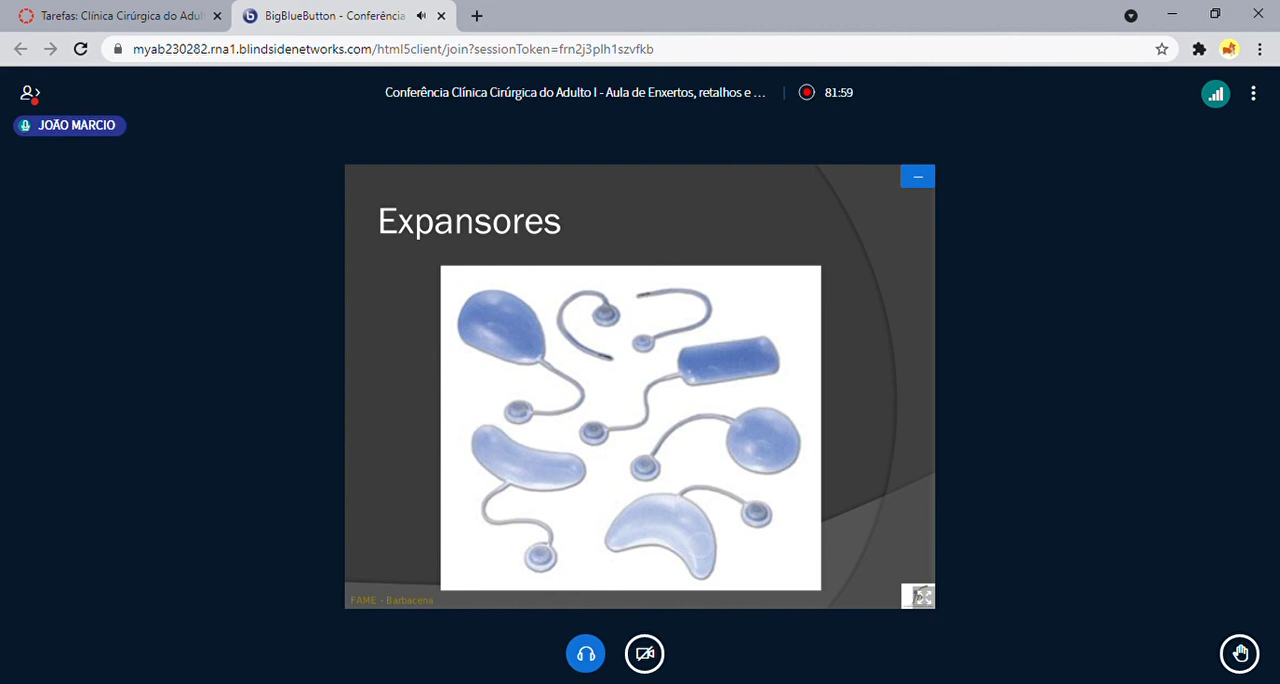 Tarefas: Clínica Cirúrgica do Adul
BigBlueButton - Conferência
myab230282.rna1.blindsidenetworks.com/html5client/join?sessionToken=frn2j3plh1szvfkb
Conferência Clínica Cirúrgica do Adulto I - Aula de Enxertos, retalhos e ...
81:59
JOÃO MARCIO
Expansores
FAME - Barbacena